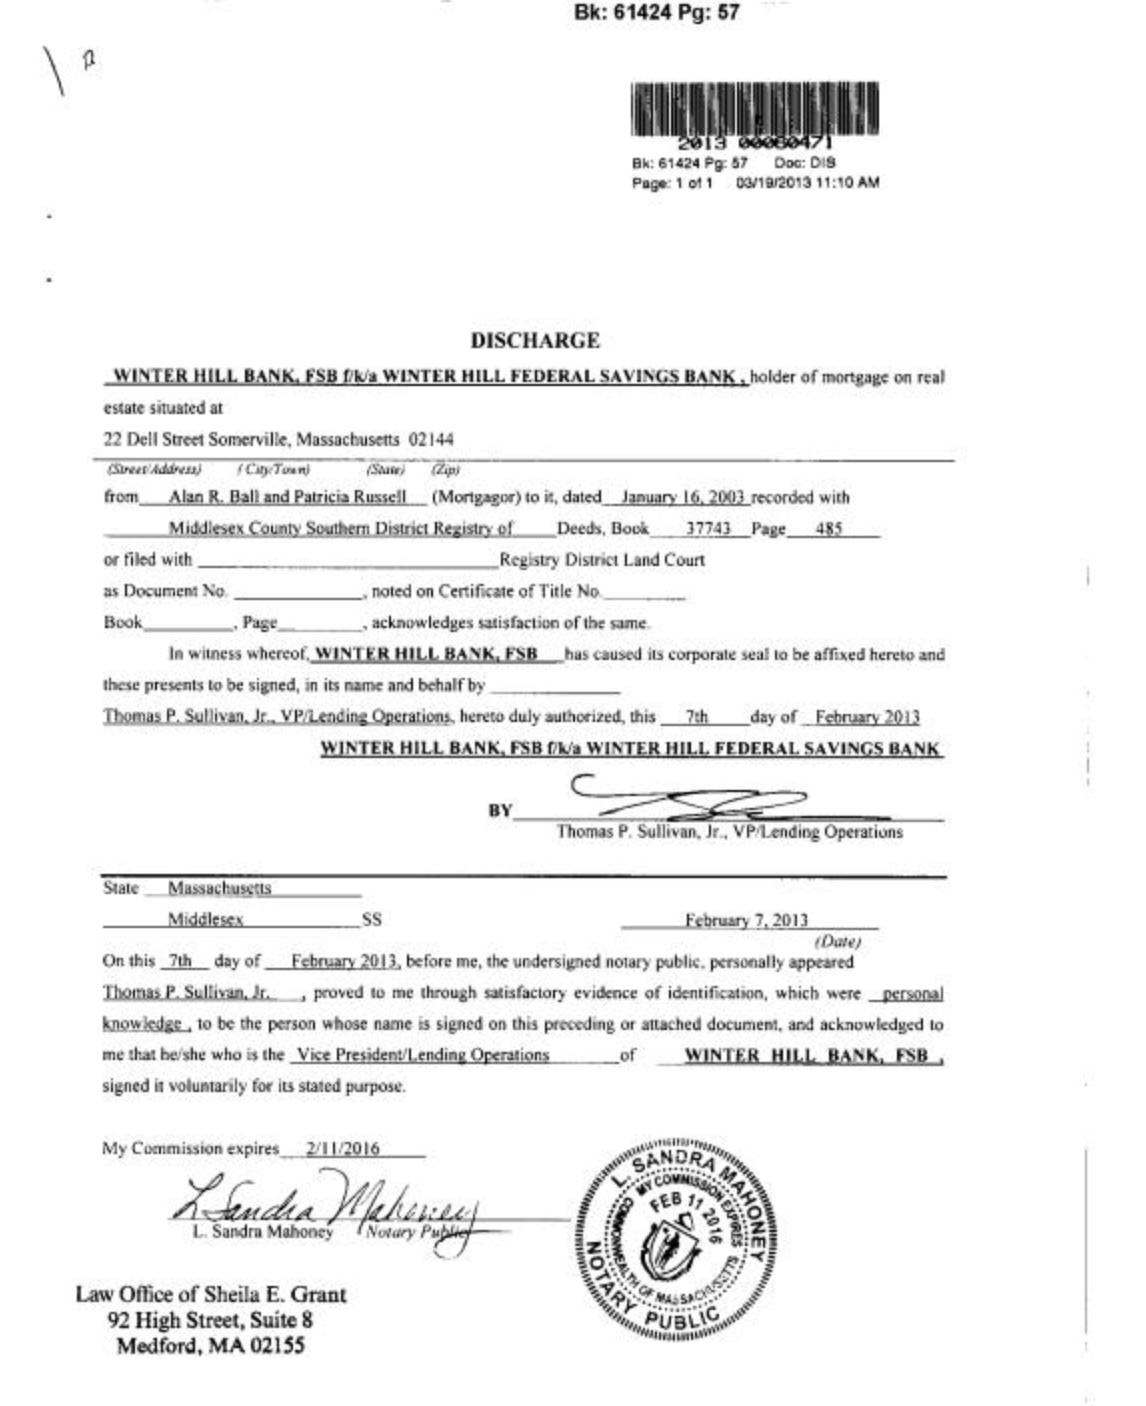 Bk: 61424 Pg: 57
2013 00080471
Bk: 61424 Pg: 57 Doc: DIS
Page: 1 of 1 03/19/2013 11:10 AM
DISCHARGE
WINTER HILL BANK, FSB f/k/a WINTER HILL FEDERAL SAVINGS BANK , holder of mortgage on real
estate situated at
22 Dell Street Somerville, Massachusetts 02144
(Street/Address) (City/Town) (State) (Zip)
from Alan R. Ball and Patricia Russell (Mortgagor) to it, dated January 16, 2003 recorded with
Middlesex County Southern District Registry of Deeds, Book 37743 Page 485
or filed with Registry District Land Court
as Document No. , noted on Certificate of Title No.
Book , Page , acknowledges satisfaction of the same.
In witness whereof, WINTER HILL BANK, FSB has caused its corporate seal to be affixed hereto and
these presents to be signed, in its name and behalf by
Thomas P. Sullivan, Jr., VP/Lending Operations, hereto duly authorized, this 7th day of February 2013
WINTER HILL BANK, FSB f/k/a WINTER HILL FEDERAL SAVINGS BANK
BY
Thomas P. Sullivan, Jr., VP/Lending Operations
State Massachusetts
Middlesex SS February 7, 2013
(Date)
On this 7th day of February 2013, before me, the undersigned notary public, personally appeared
Thomas P. Sullivan, Jr. , proved to me through satisfactory evidence of identification, which were personal
knowledge , to be the person whose name is signed on this preceding or attached document, and acknowledged to
me that he/she who is the Vice President/Lending Operations of WINTER HILL BANK, FSB ,
signed it voluntarily for its stated purpose.
My Commission expires 2/11/2016
L Sandra Mahoney
L. Sandra Mahoney Notary Public
L. SANDRA MAHONEY
MY COMMISSION EXPIRES
FEB 11 2016
COMMONWEALTH OF MASSACHUSETTS
NOTARY PUBLIC
Law Office of Sheila E. Grant
92 High Street, Suite 8
Medford, MA 02155